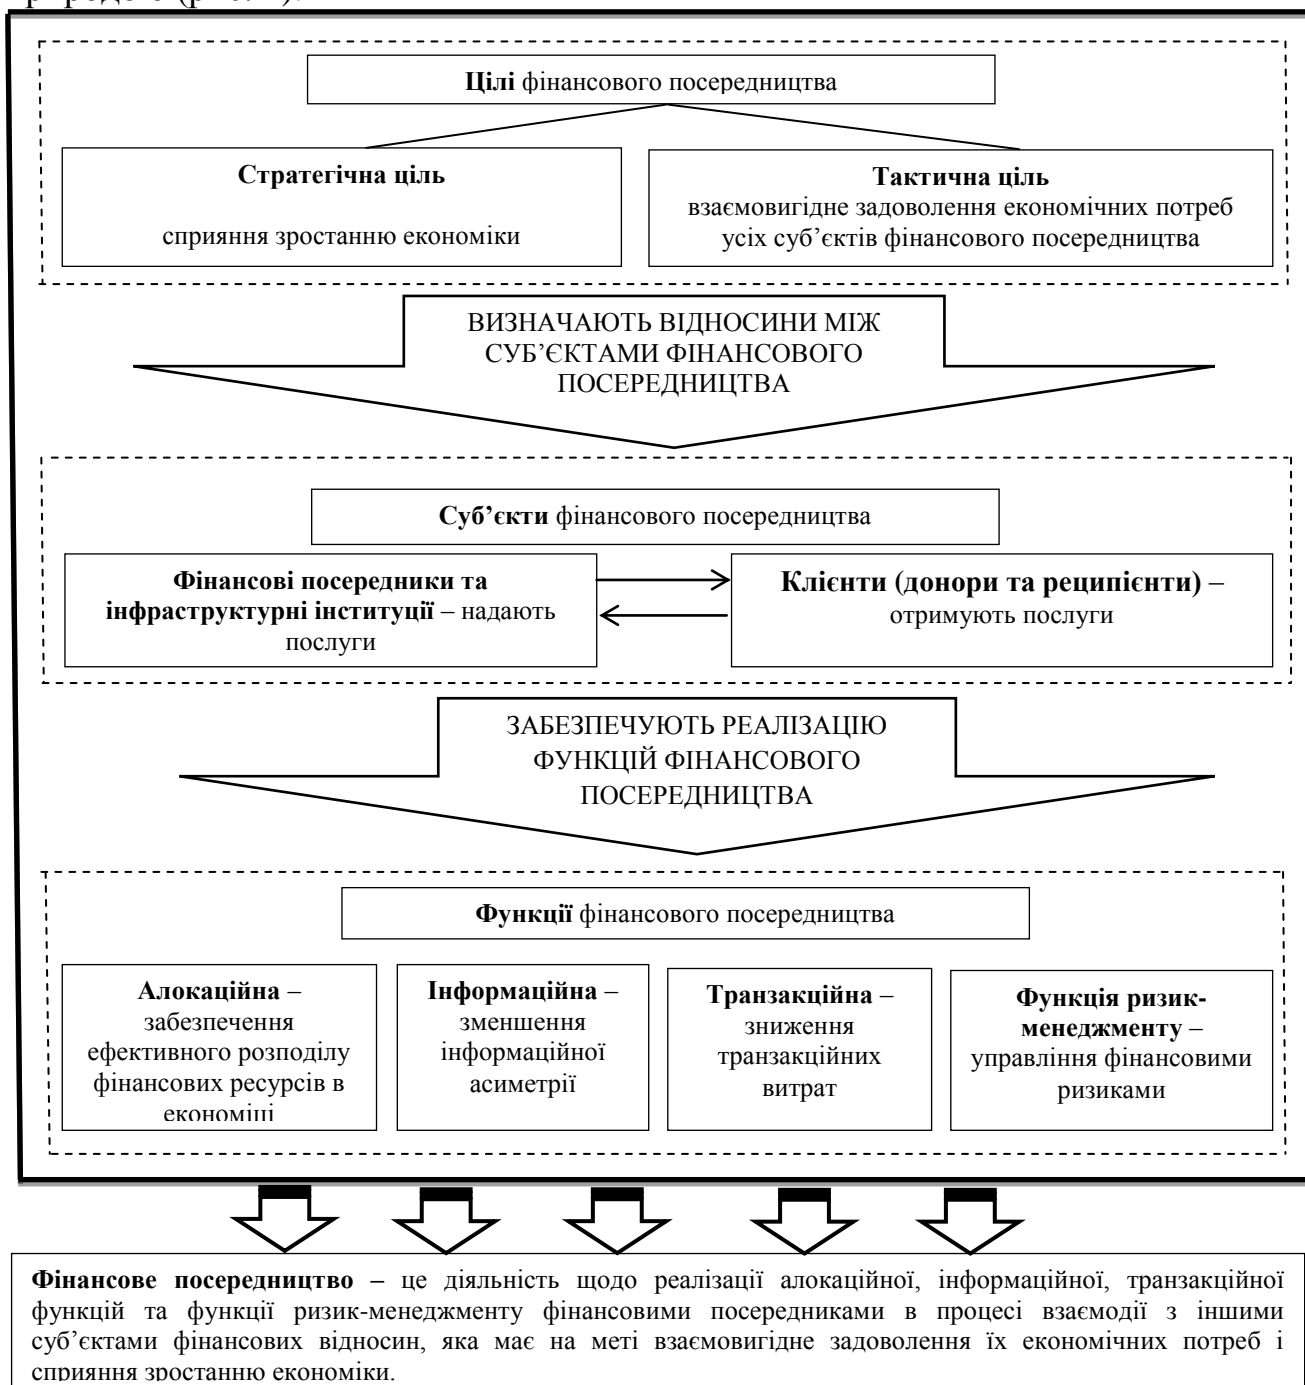 Цілі фінансового посередництва
Стратегічна ціль
сприяння зростанню економіки
Тактична ціль
взаємовигідне задоволення економічних потреб
усіх суб’єктів фінансового посередництва
ВИЗНАЧАЮТЬ ВІДНОСИНИ МІЖ
СУБ’ЄКТАМИ ФІНАНСОВОГО
ПОСЕРЕДНИЦТВА
Суб’єкти фінансового посередництва
Фінансові посередники та
інфраструктурні інституції – надають
послуги
Клієнти (донори та реципієнти) –
отримують послуги
ЗАБЕЗПЕЧУЮТЬ РЕАЛІЗАЦІЮ
ФУНКЦІЙ ФІНАНСОВОГО
ПОСЕРЕДНИЦТВА
Функції фінансового посередництва
Алокаційна –
забезпечення
ефективного розподілу
фінансових ресурсів в
економіці
Інформаційна –
зменшення
інформаційної
асиметрії
Транзакційна –
зниження
транзакційних
витрат
Функція ризик-
менеджменту –
управління фінансовими
ризиками
Фінансове посередництво – це діяльність щодо реалізації алокаційної, інформаційної, транзакційної
функцій та функції ризик-менеджменту фінансовими посередниками в процесі взаємодії з іншими
суб’єктами фінансових відносин, яка має на меті взаємовигідне задоволення їх економічних потреб і
сприяння зростанню економіки.